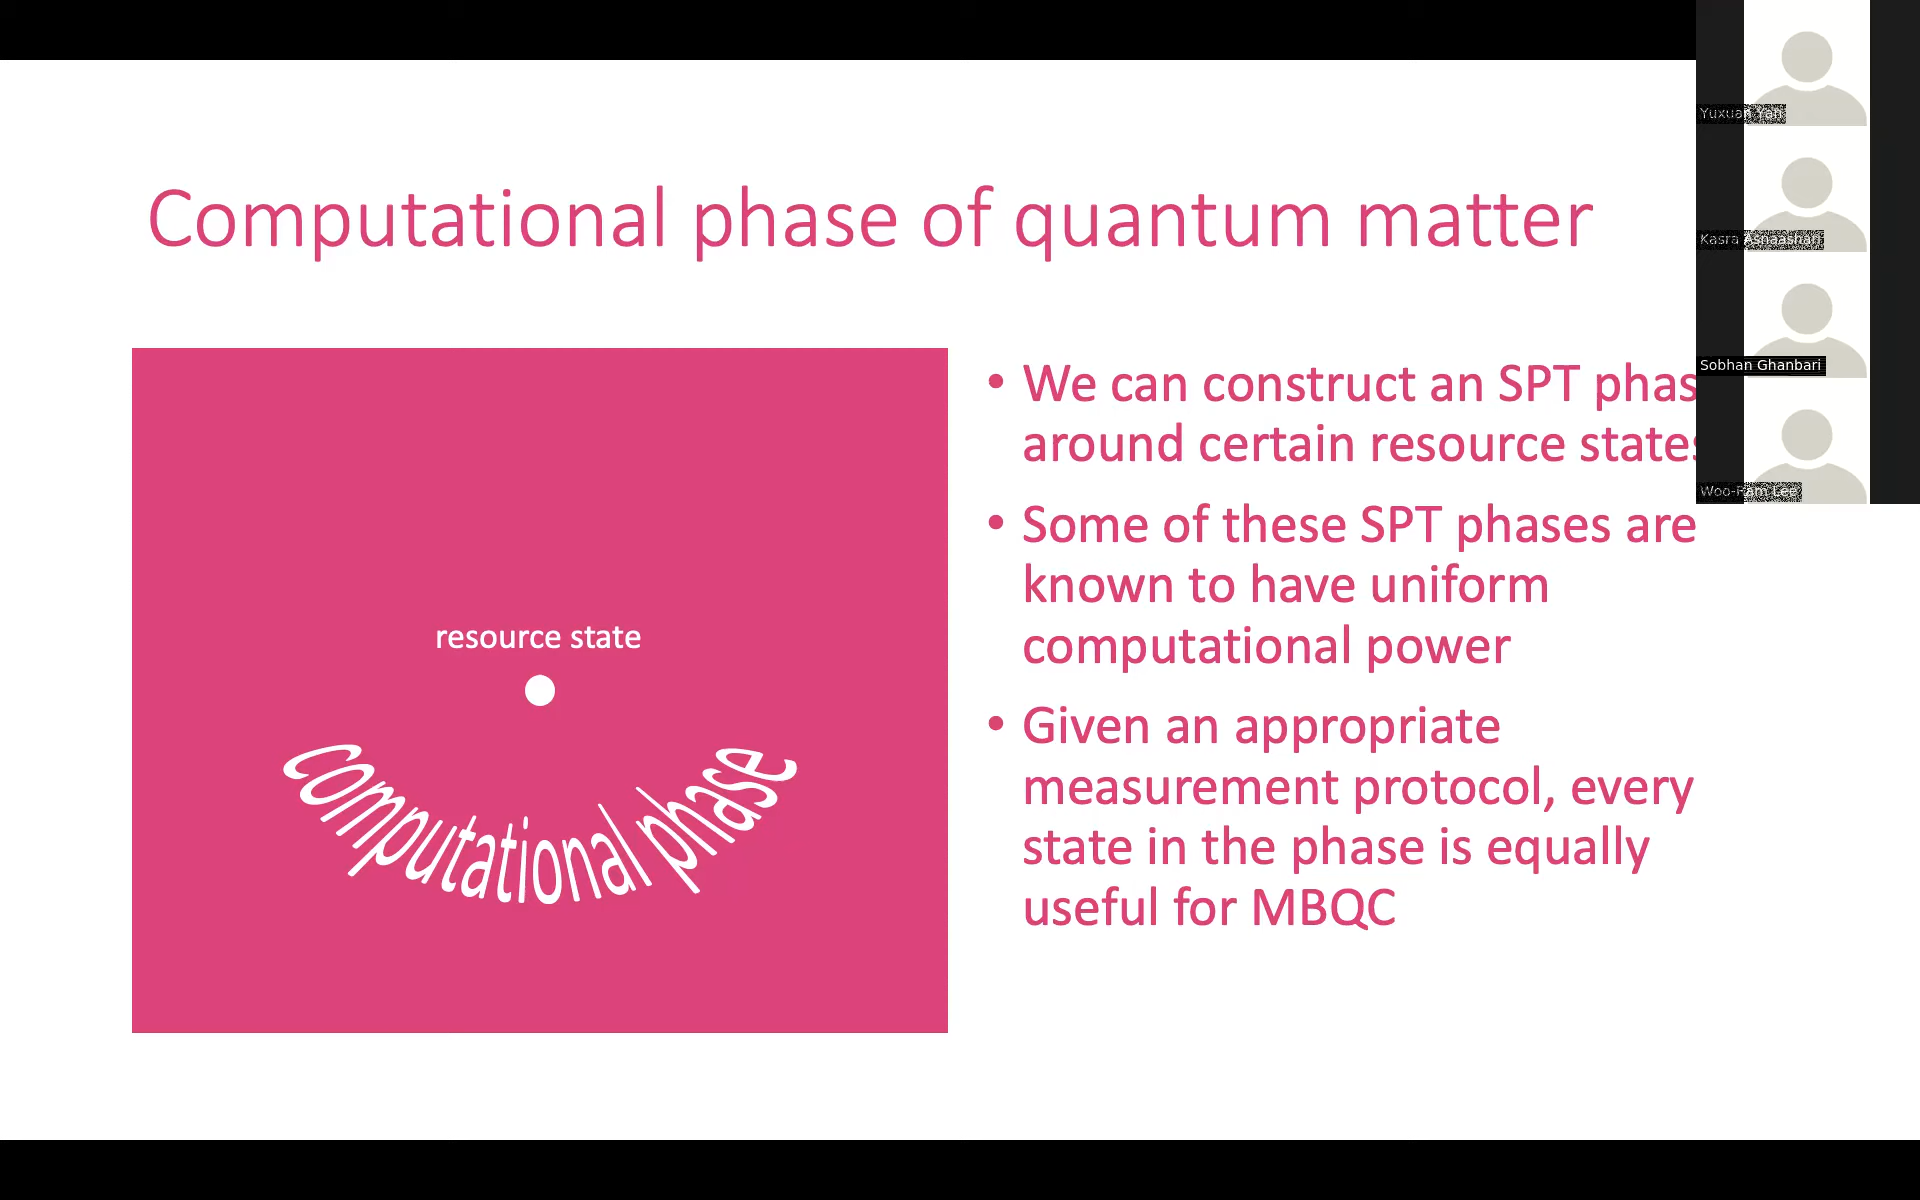 Computational phase of quantum matter
resource state
computational phase
• We can construct an SPT phas
around certain resource states
• Some of these SPT phases are
known to have uniform
computational power
• Given an appropriate
measurement protocol, every
state in the phase is equally
useful for MBQC
Yuxuan Yan
Kasra Asnaashari
Sobhan Ghanbari
Woo-Ram Lee